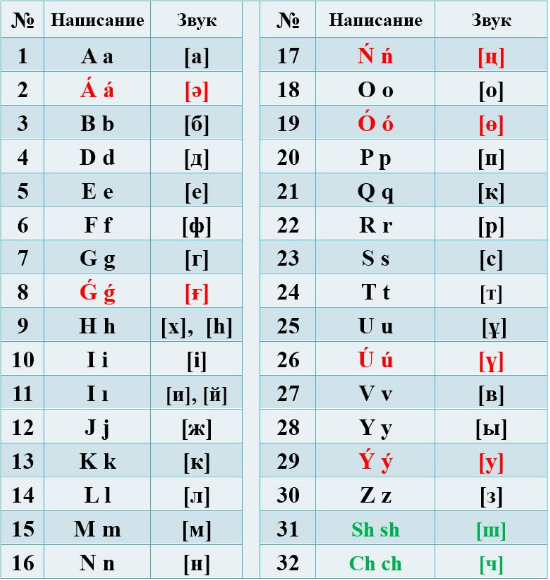 № Написание Звук
1 A a [а]
2 Á á [ә]
3 B b [б]
4 D d [д]
5 E e [е]
6 F f [ф]
7 G g [г]
8 Ǵ ǵ [ғ]
9 H h [х], [h]
10 I i [і]
11 I ı [и], [й]
12 J j [ж]
13 K k [к]
14 L l [л]
15 M m [м]
16 N n [н]
№ Написание Звук
17 Ń ń [ң]
18 O o [о]
19 Ó ó [ө]
20 P p [п]
21 Q q [к]
22 R r [р]
23 S s [с]
24 T t [т]
25 U u [ұ]
26 Ú ú [ү]
27 V v [в]
28 Y y [ы]
29 Ý ý [у]
30 Z z [з]
31 Sh sh [ш]
32 Ch ch [ч]